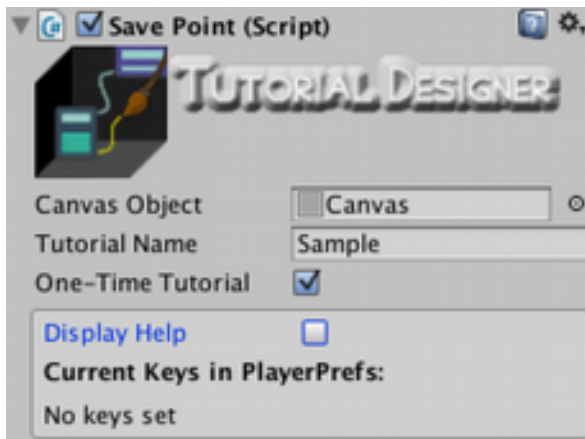 Save Point (Script)
TUTORIAL DESIGNER
Canvas Object Canvas
Tutorial Name Sample
One-Time Tutorial
Display Help
Current Keys in PlayerPrefs:
No keys set